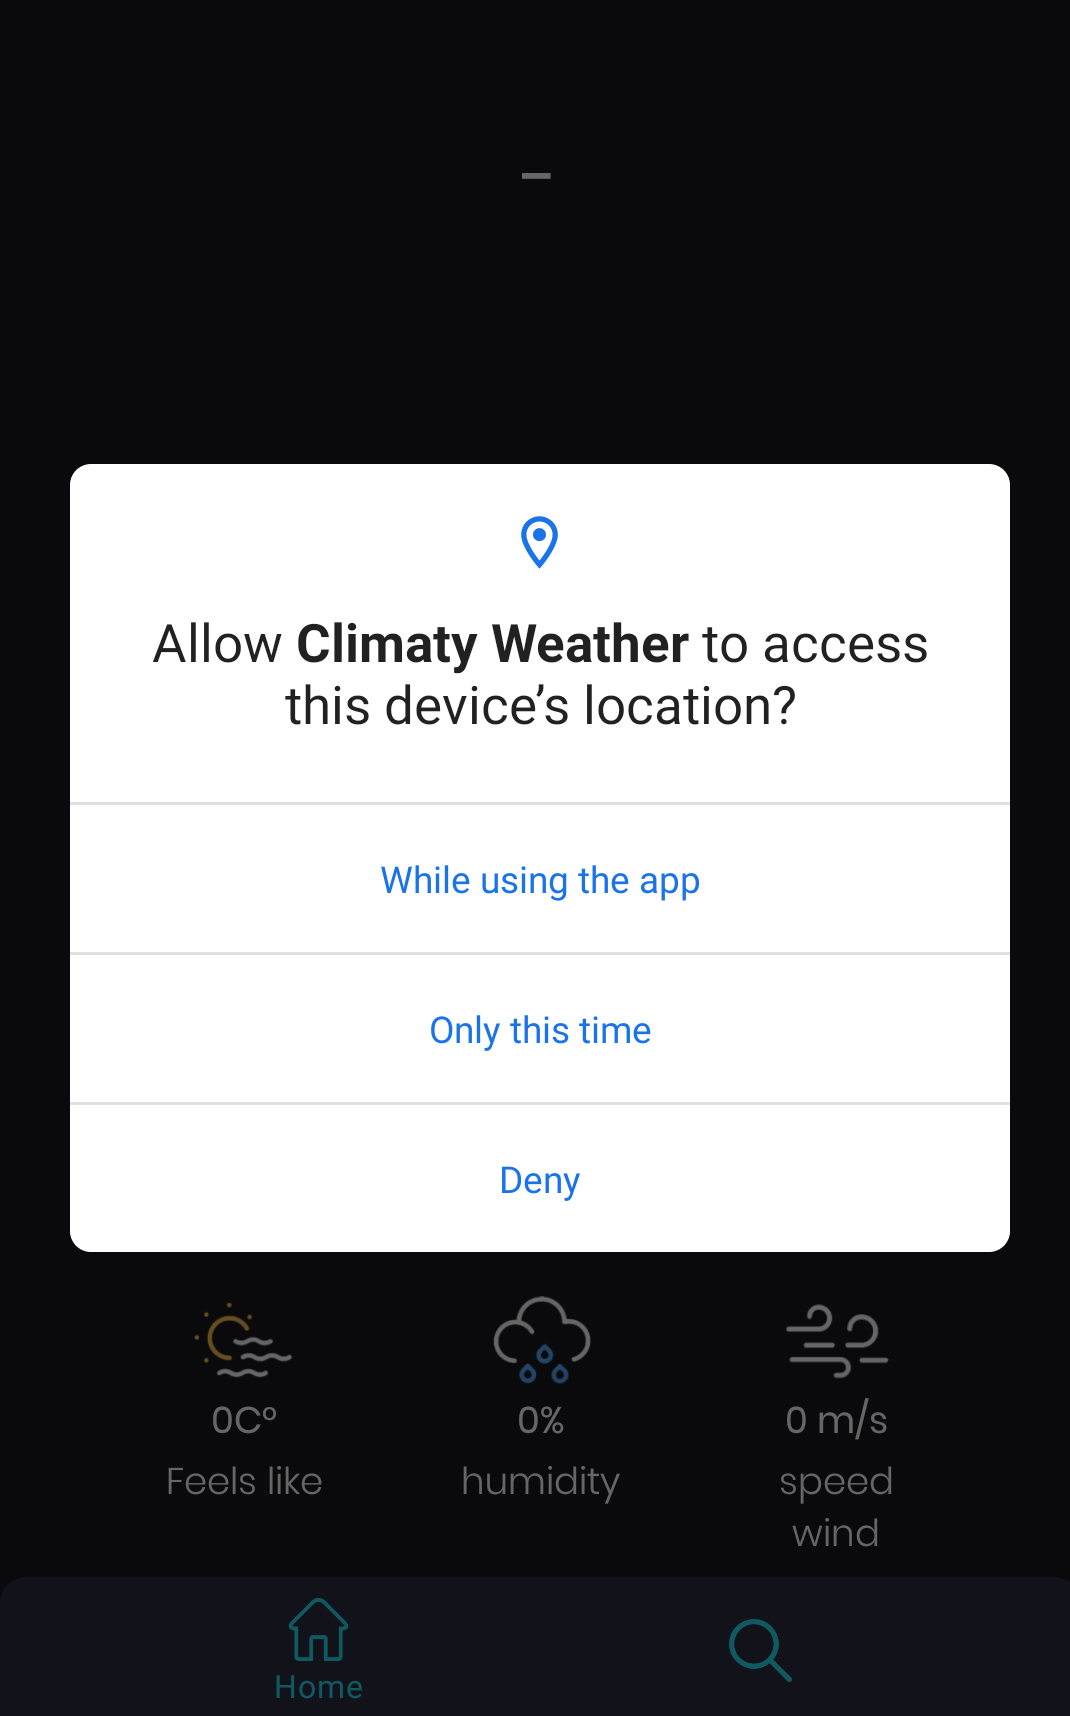 –
Allow Climaty Weather to access
this device’s location?
While using the app
Only this time
Deny
0C° 0% 0 m/s
Feels like humidity speed
wind
Home